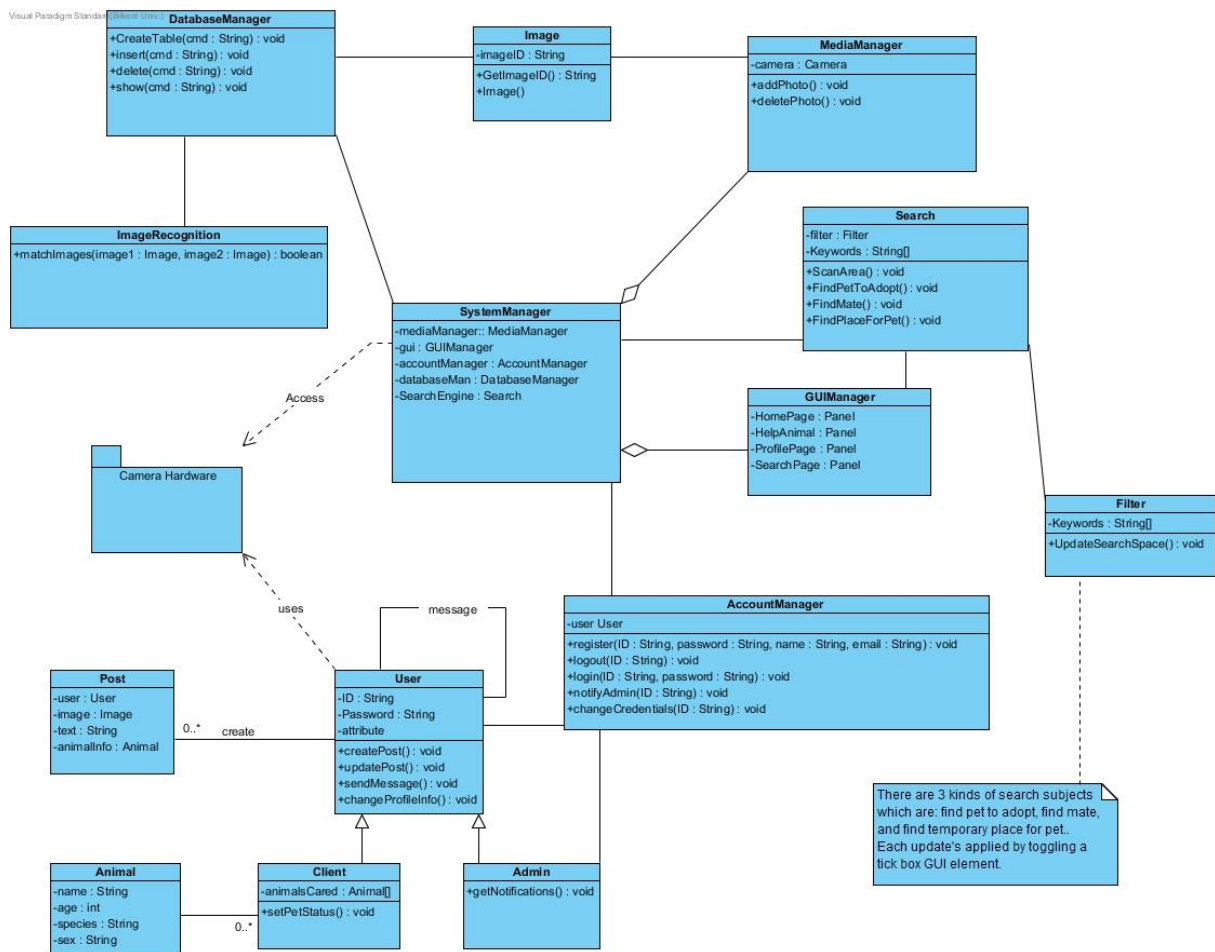 Visual Paradigm Standard(Bilkent Univ.)
DatabaseManager
+CreateTable(cmd : String) : void
+insert(cmd : String) : void
+delete(cmd : String) : void
+show(cmd : String) : void
Image
-imageID : String
+GetImageID() : String
+Image()
MediaManager
-camera : Camera
+addPhoto() : void
+deletePhoto() : void
ImageRecognition
+matchImages(image1 : Image, image2 : Image) : boolean
Search
-filter : Filter
-Keywords : String[]
+ScanArea() : void
+FindPetToAdopt() : void
+FindMate() : void
+FindPlaceForPet() : void
SystemManager
-mediaManager:: MediaManager
-gui : GUIManager
-accountManager : AccountManager
-databaseMan : DatabaseManager
-SearchEngine : Search
Access
GUIManager
-HomePage : Panel
-HelpAnimal : Panel
-ProfilePage : Panel
-SearchPage : Panel
Camera Hardware
Filter
-Keywords : String[]
+UpdateSearchSpace() : void
uses
message
AccountManager
-user User
+register(ID : String, password : String, name : String, email : String) : void
+logout(ID : String) : void
+login(ID : String, password : String) : void
+notifyAdmin(ID : String) : void
+changeCredentials(ID : String) : void
Post
-user : User
-image : Image
-text : String
-animalInfo : Animal
0..*
create
User
-ID : String
-Password : String
-attribute
+createPost() : void
+updatePost() : void
+sendMessage() : void
+changeProfileInfo() : void
There are 3 kinds of search subjects
which are: find pet to adopt, find mate,
and find temporary place for pet..
Each update's applied by toggling a
tick box GUI element.
Animal
-name : String
-age : int
-species : String
-sex : String
0..*
Client
-animalsCared : Animal[]
+setPetStatus() : void
Admin
+getNotifications() : void